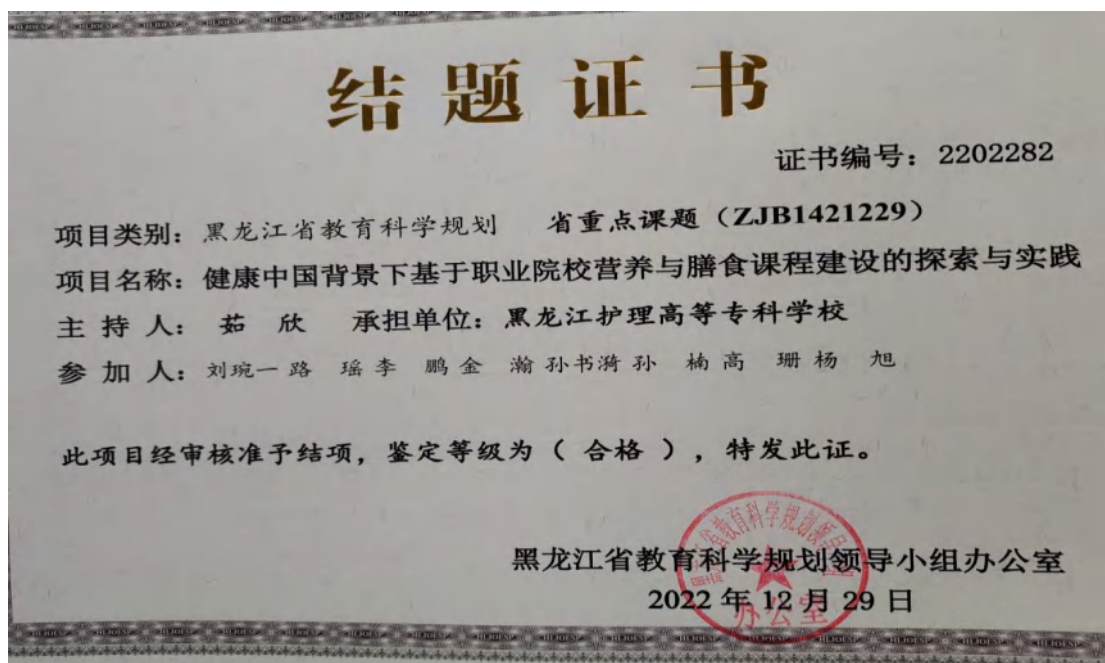 结题证书
证书编号：2202282
项目类别：黑龙江省教育科学规划 省重点课题（ZJB1421229）
项目名称：健康中国背景下基于职业院校营养与膳食课程建设的探索与实践
主持人：茹欣 承担单位：黑龙江护理高等专科学校
参加人：刘琬一 路瑶 李鹏 金瀚 孙书漪 孙楠 高珊 杨旭
此项目经审核准予结项，鉴定等级为（ 合格 ），特发此证。
黑龙江省教育科学规划领导小组办公室
2022年12月29日
办公室